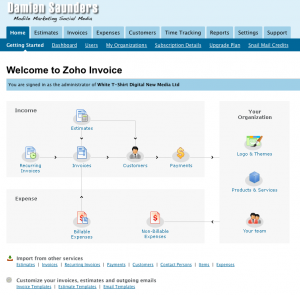 Damien Saunders
Mobile Marketing Social Media
Home Estimates Invoices Expenses Customers Time Tracking Reports Settings Support
Getting Started Dashboard Users My Organizations Subscription Details Upgrade Plan Snail Mail Credits
Welcome to Zoho Invoice
You are signed in as the administrator of White T-Shirt Digital New Media Ltd
Income
Your
Organization
Estimates
Recurring
Invoices
Invoices
Customers
Payments
Logo & Themes
Products & Services
Expense
Billable
Expenses
Non-Billable
Expenses
Your team
Import from other services
Estimates | Invoices | Recurring Invoices | Payments | Customers | Contact Persons | Items | Expenses
Customize your invoices, estimates and outgoing emails
Invoice Templates | Estimate Templates | Email Templates